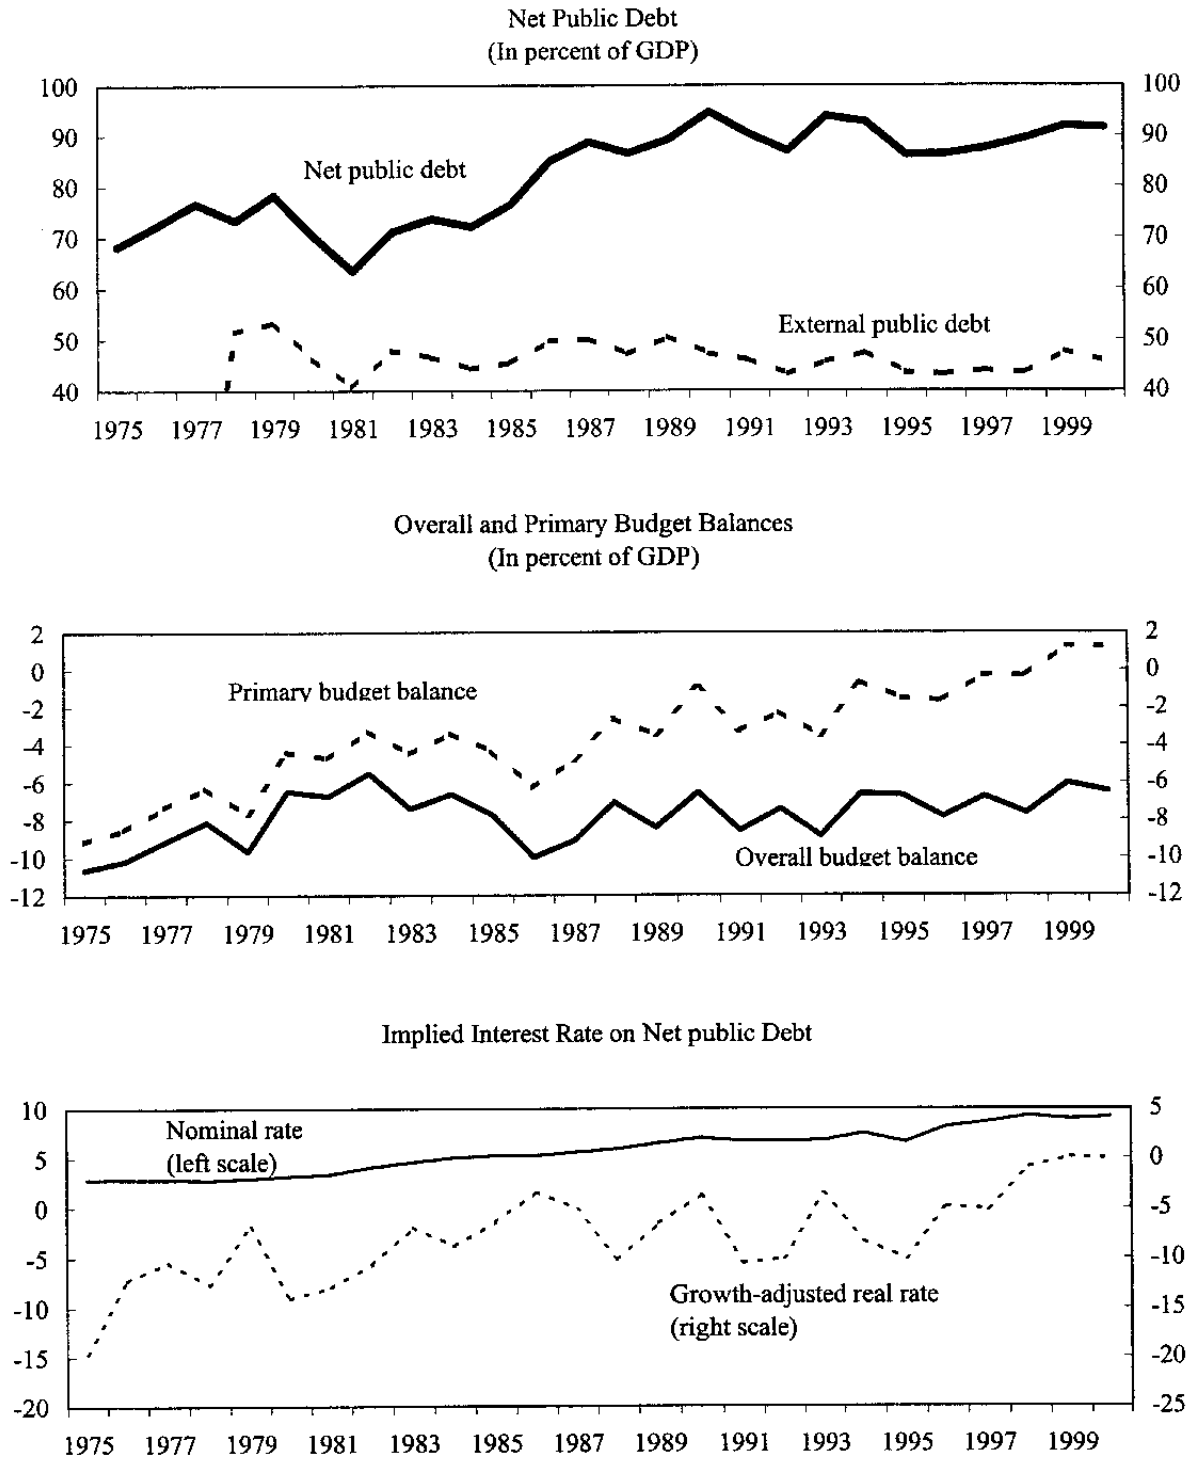 Net Public Debt
(In percent of GDP)
100 100
90 90
Net public debt
80 80
70 70
60 60
External public debt
50 50
40 40
1975 1977 1979 1981 1983 1985 1987 1989 1991 1993 1995 1997 1999
Overall and Primary Budget Balances
(In percent of GDP)
2 2
0 0
Primary budget balance
-2 -2
-4 -4
-6 -6
-8 -8
Overall budget balance
-10 -10
-12 -12
1975 1977 1979 1981 1983 1985 1987 1989 1991 1993 1995 1997 1999
Implied Interest Rate on Net public Debt
10 5
Nominal rate
(left scale)
5 0
0 -5
-5 -10
Growth-adjusted real rate
(right scale)
-10 -15
-15 -20
-20 -25
1975 1977 1979 1981 1983 1985 1987 1989 1991 1993 1995 1997 1999